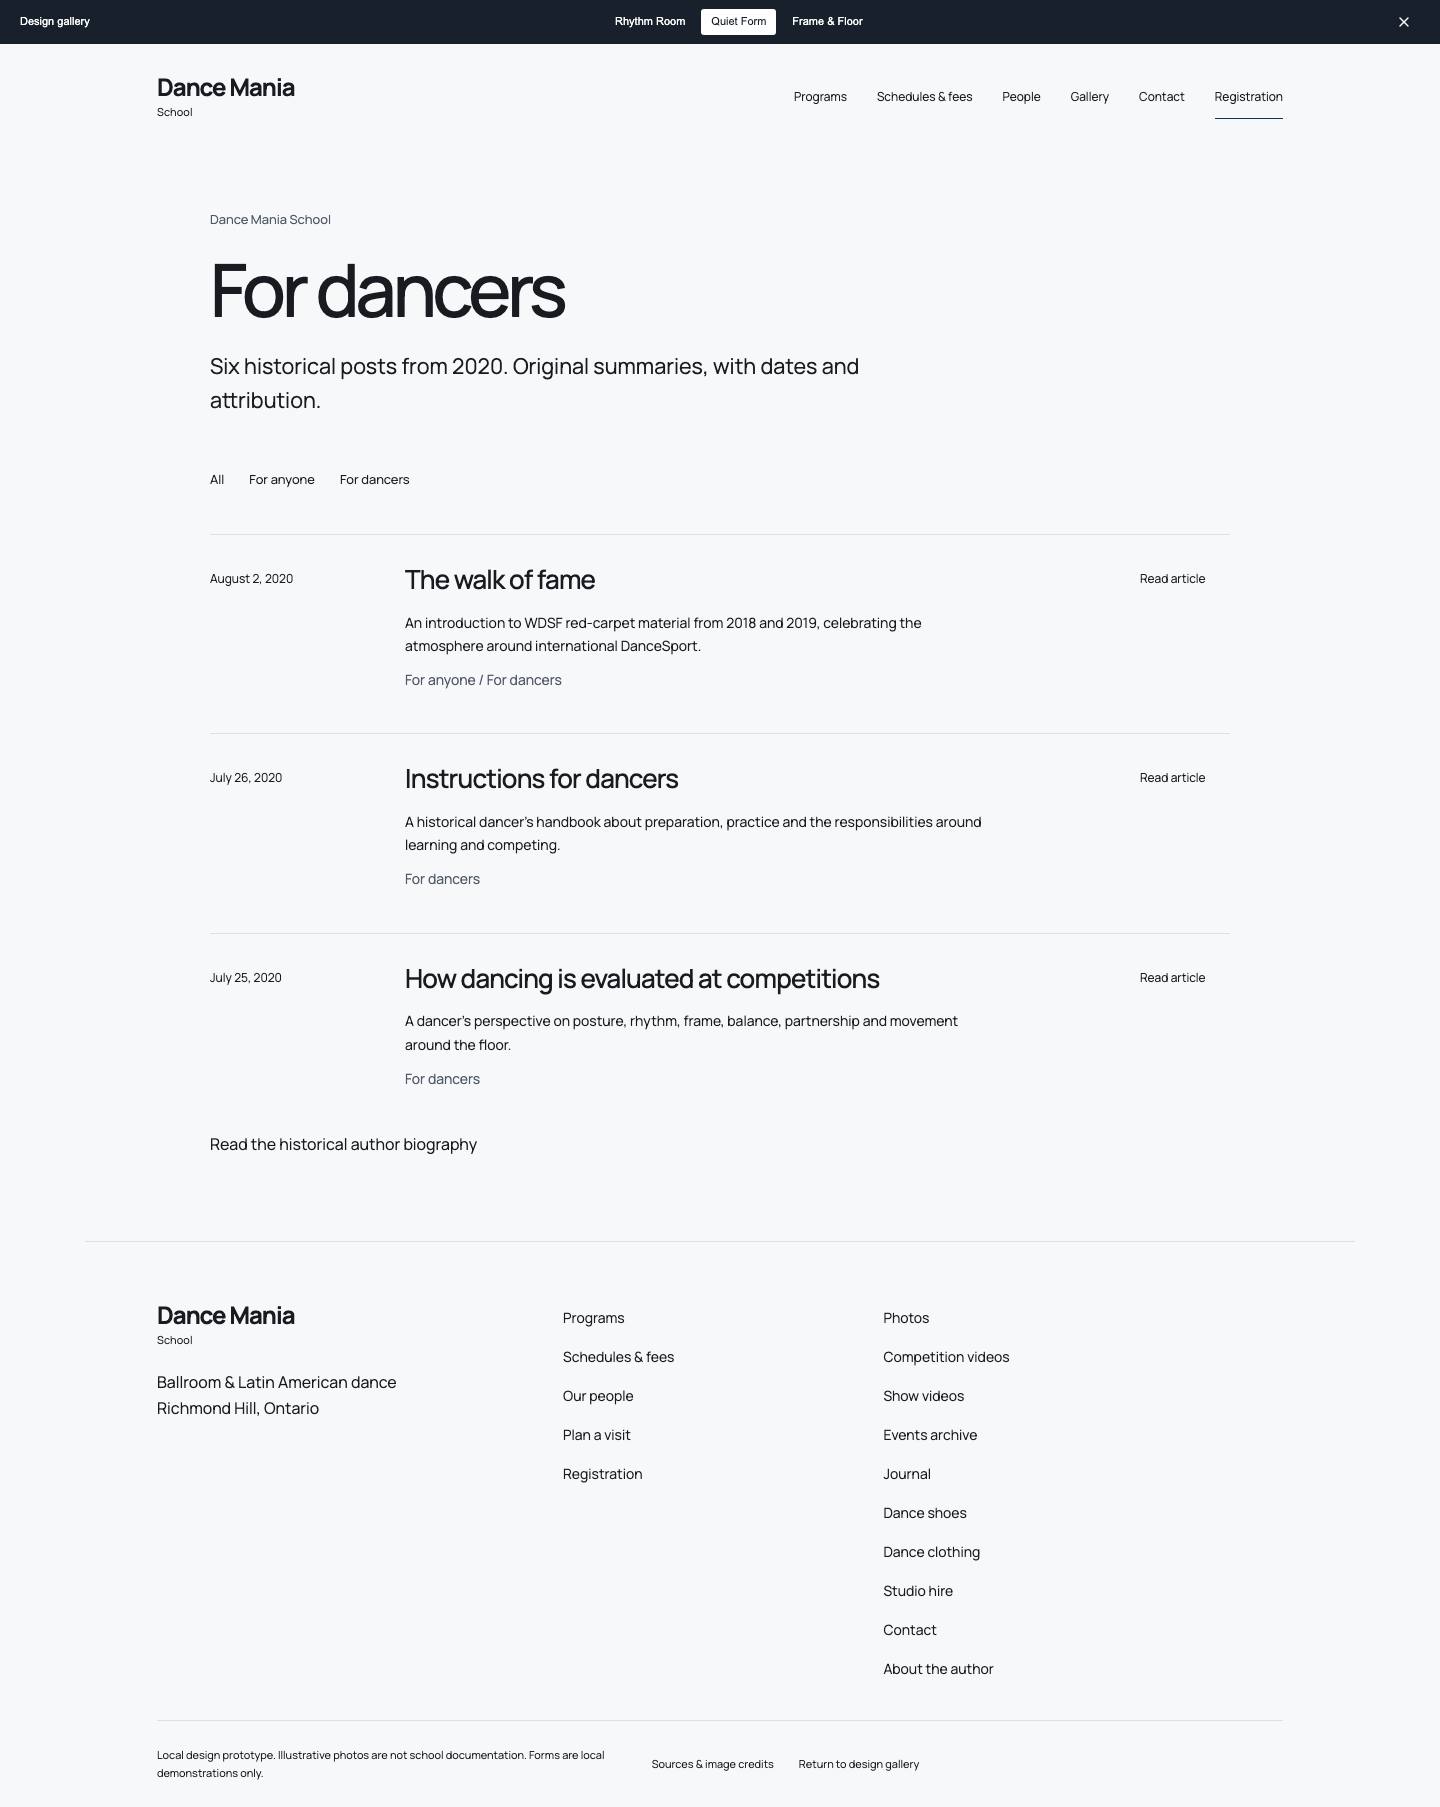 Design gallery
Rhythm Room
Quiet Form
Frame & Floor
×
Dance Mania
School
Programs
Schedules & fees
People
Gallery
Contact
Registration
Dance Mania School
For dancers
Six historical posts from 2020. Original summaries, with dates and
attribution.
All
For anyone
For dancers
August 2, 2020
The walk of fame
Read article
An introduction to WDSF red-carpet material from 2018 and 2019, celebrating the
atmosphere around international DanceSport.
For anyone / For dancers
July 26, 2020
Instructions for dancers
Read article
A historical dancer’s handbook about preparation, practice and the responsibilities around
learning and competing.
For dancers
July 25, 2020
How dancing is evaluated at competitions
Read article
A dancer’s perspective on posture, rhythm, frame, balance, partnership and movement
around the floor.
For dancers
Read the historical author biography
Dance Mania
School
Ballroom & Latin American dance
Richmond Hill, Ontario
Programs
Schedules & fees
Our people
Plan a visit
Registration
Photos
Competition videos
Show videos
Events archive
Journal
Dance shoes
Dance clothing
Studio hire
Contact
About the author
Local design prototype. Illustrative photos are not school documentation. Forms are local
demonstrations only.
Sources & image credits
Return to design gallery